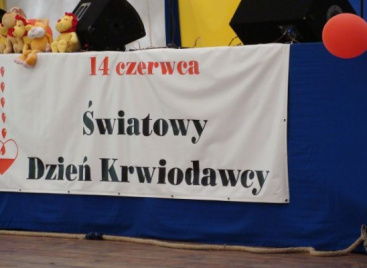 14 czerwca
Światowy
Dzień Krwiodawcy